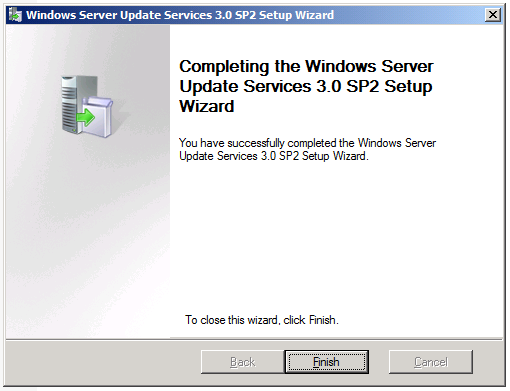 Windows Server Update Services 3.0 SP2 Setup Wizard
Completing the Windows Server
Update Services 3.0 SP2 Setup
Wizard
You have successfully completed the Windows Server
Update Services 3.0 SP2 Setup Wizard.
To close this wizard, click Finish.
Back Finish Cancel